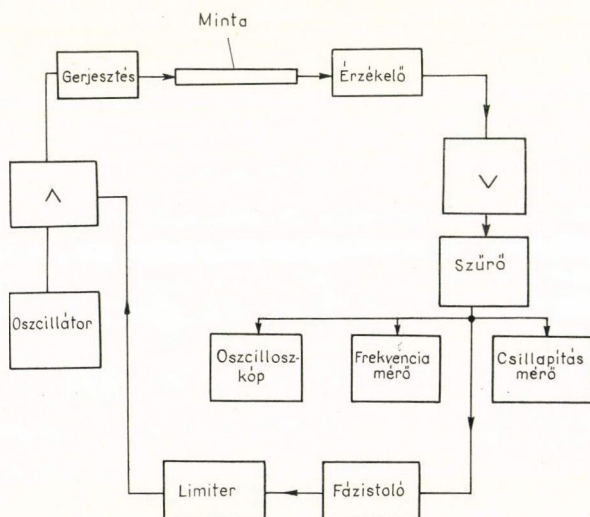 Minta
Gerjesztés
Érzékelő
Szűrő
Oszcillátor
Oszcillosz-
kóp
Frekvencia
mérő
Csillapítás
mérő
Limiter
Fázistoló